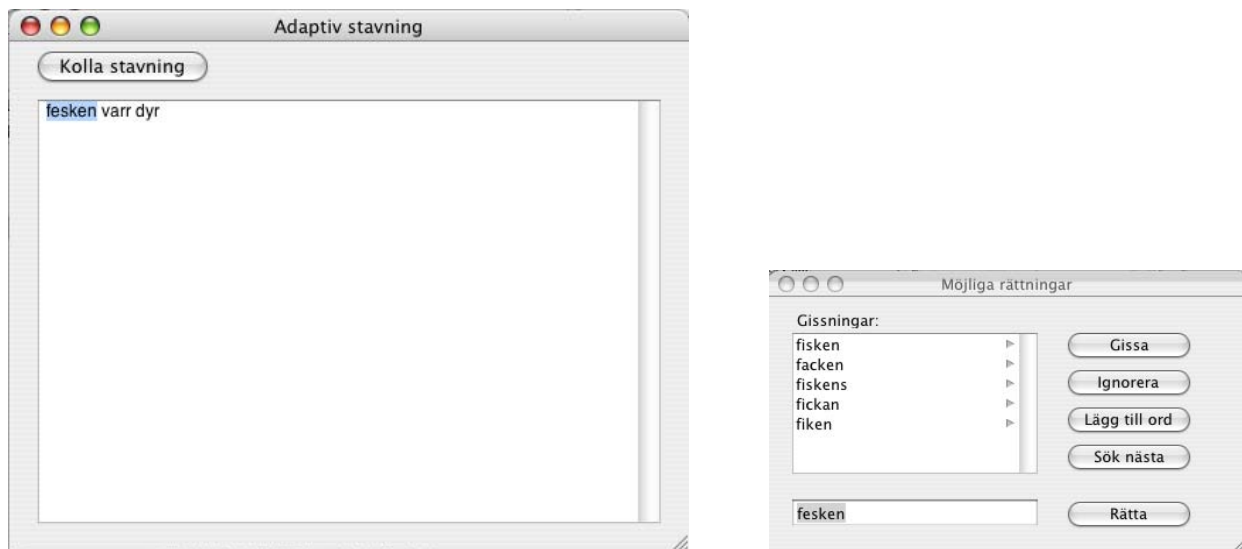 Adaptiv stavning
Kolla stavning
fesken varr dyr
Möjliga rättningar
Gissningar:
fisken
facken
fiskens
fickan
fiken
Gissa
Ignorera
Lägg till ord
Sök nästa
fesken
Rätta